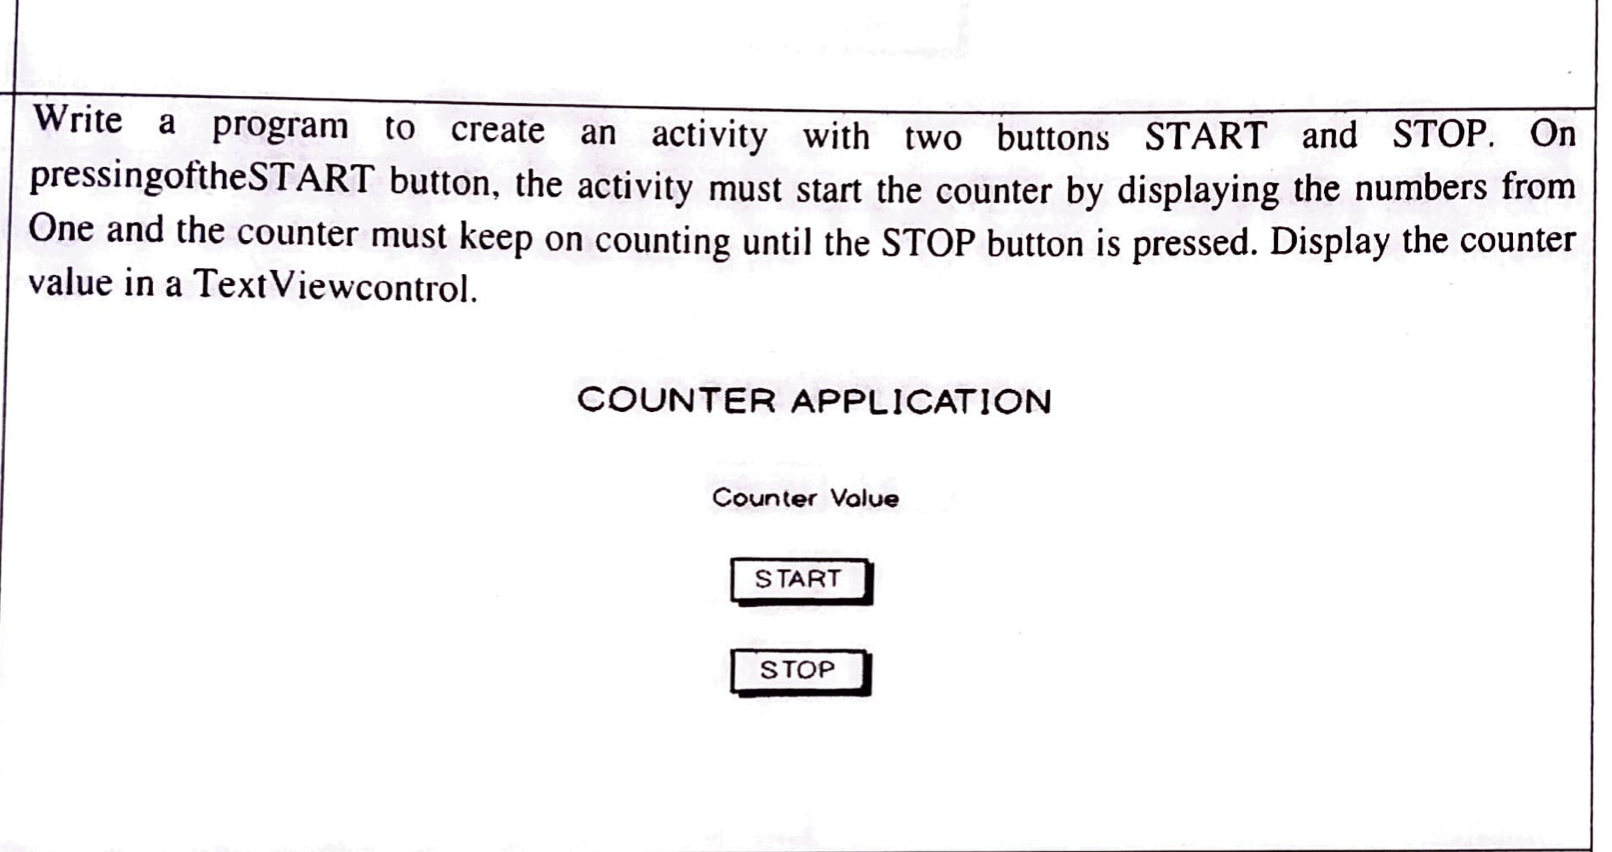 Write a program to create an activity with two buttons START and STOP. On
pressingoftheSTART button, the activity must start the counter by displaying the numbers from
One and the counter must keep on counting until the STOP button is pressed. Display the counter
value in a TextViewcontrol.
COUNTER APPLICATION
Counter Value
START
STOP